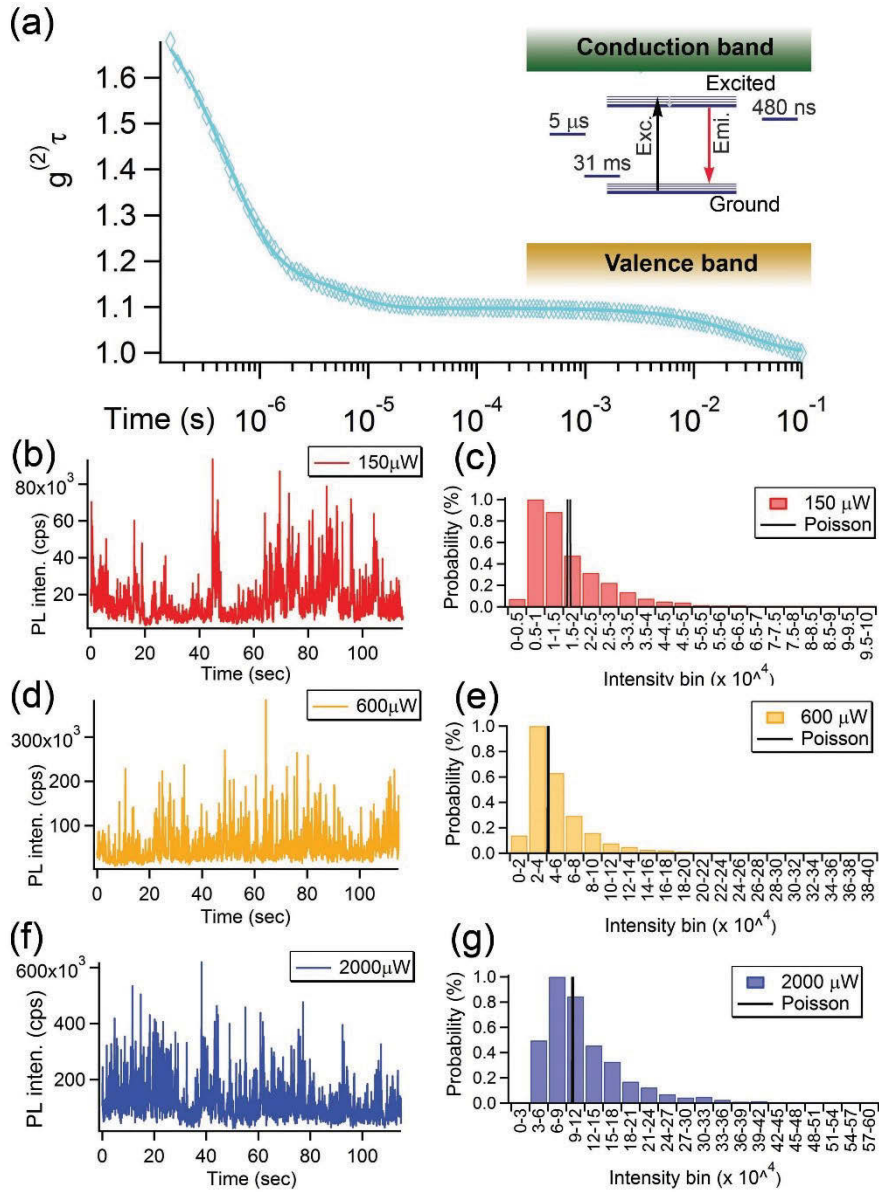 (a)
1.6
1.5
1.4
1.3
1.2
1.1
1.0
g(2)τ
Time (s)
10-6
10-5
10-4
10-3
10-2
10-1
Conduction band
Excited
480 ns
5 µs
31 ms
Exc.
Emi.
Ground
Valence band
(b)
150µW
80x10³
60
40
20
PL inten. (cps)
0 20 40 60 80 100
Time (sec)
(c)
150 µW
Poisson
1.0
0.8
0.6
0.4
0.2
0.0
Probability (%)
0-0.5
0.5-1
1-1.5
1.5-2
2-2.5
2.5-3
3-3.5
3.5-4
4-4.5
4.5-5
5-5.5
5.5-6
6-6.5
6.5-7
7-7.5
7.5-8
8-8.5
8.5-9
9-9.5
9.5-10
Intensity bin (x 10^4)
(d)
600µW
300x10³
200
100
PL inten. (cps)
0 20 40 60 80 100
Time (sec)
(e)
600 µW
Poisson
1.0
0.8
0.6
0.4
0.2
0.0
Probability (%)
0-2
2-4
4-6
6-8
8-10
10-12
12-14
14-16
16-18
18-20
20-22
22-24
24-26
26-28
28-30
30-32
32-34
34-36
36-38
38-40
Intensity bin (x 10^4)
(f)
2000µW
600x10³
400
200
PL inten. (cps)
0 20 40 60 80 100
Time (sec)
(g)
2000 µW
Poisson
1.0
0.8
0.6
0.4
0.2
0.0
Probability (%)
0-3
3-6
6-9
9-12
12-15
15-18
18-21
21-24
24-27
27-30
30-33
33-36
36-39
39-42
42-45
45-48
48-51
51-54
54-57
57-60
Intensity bin (x 10^4)